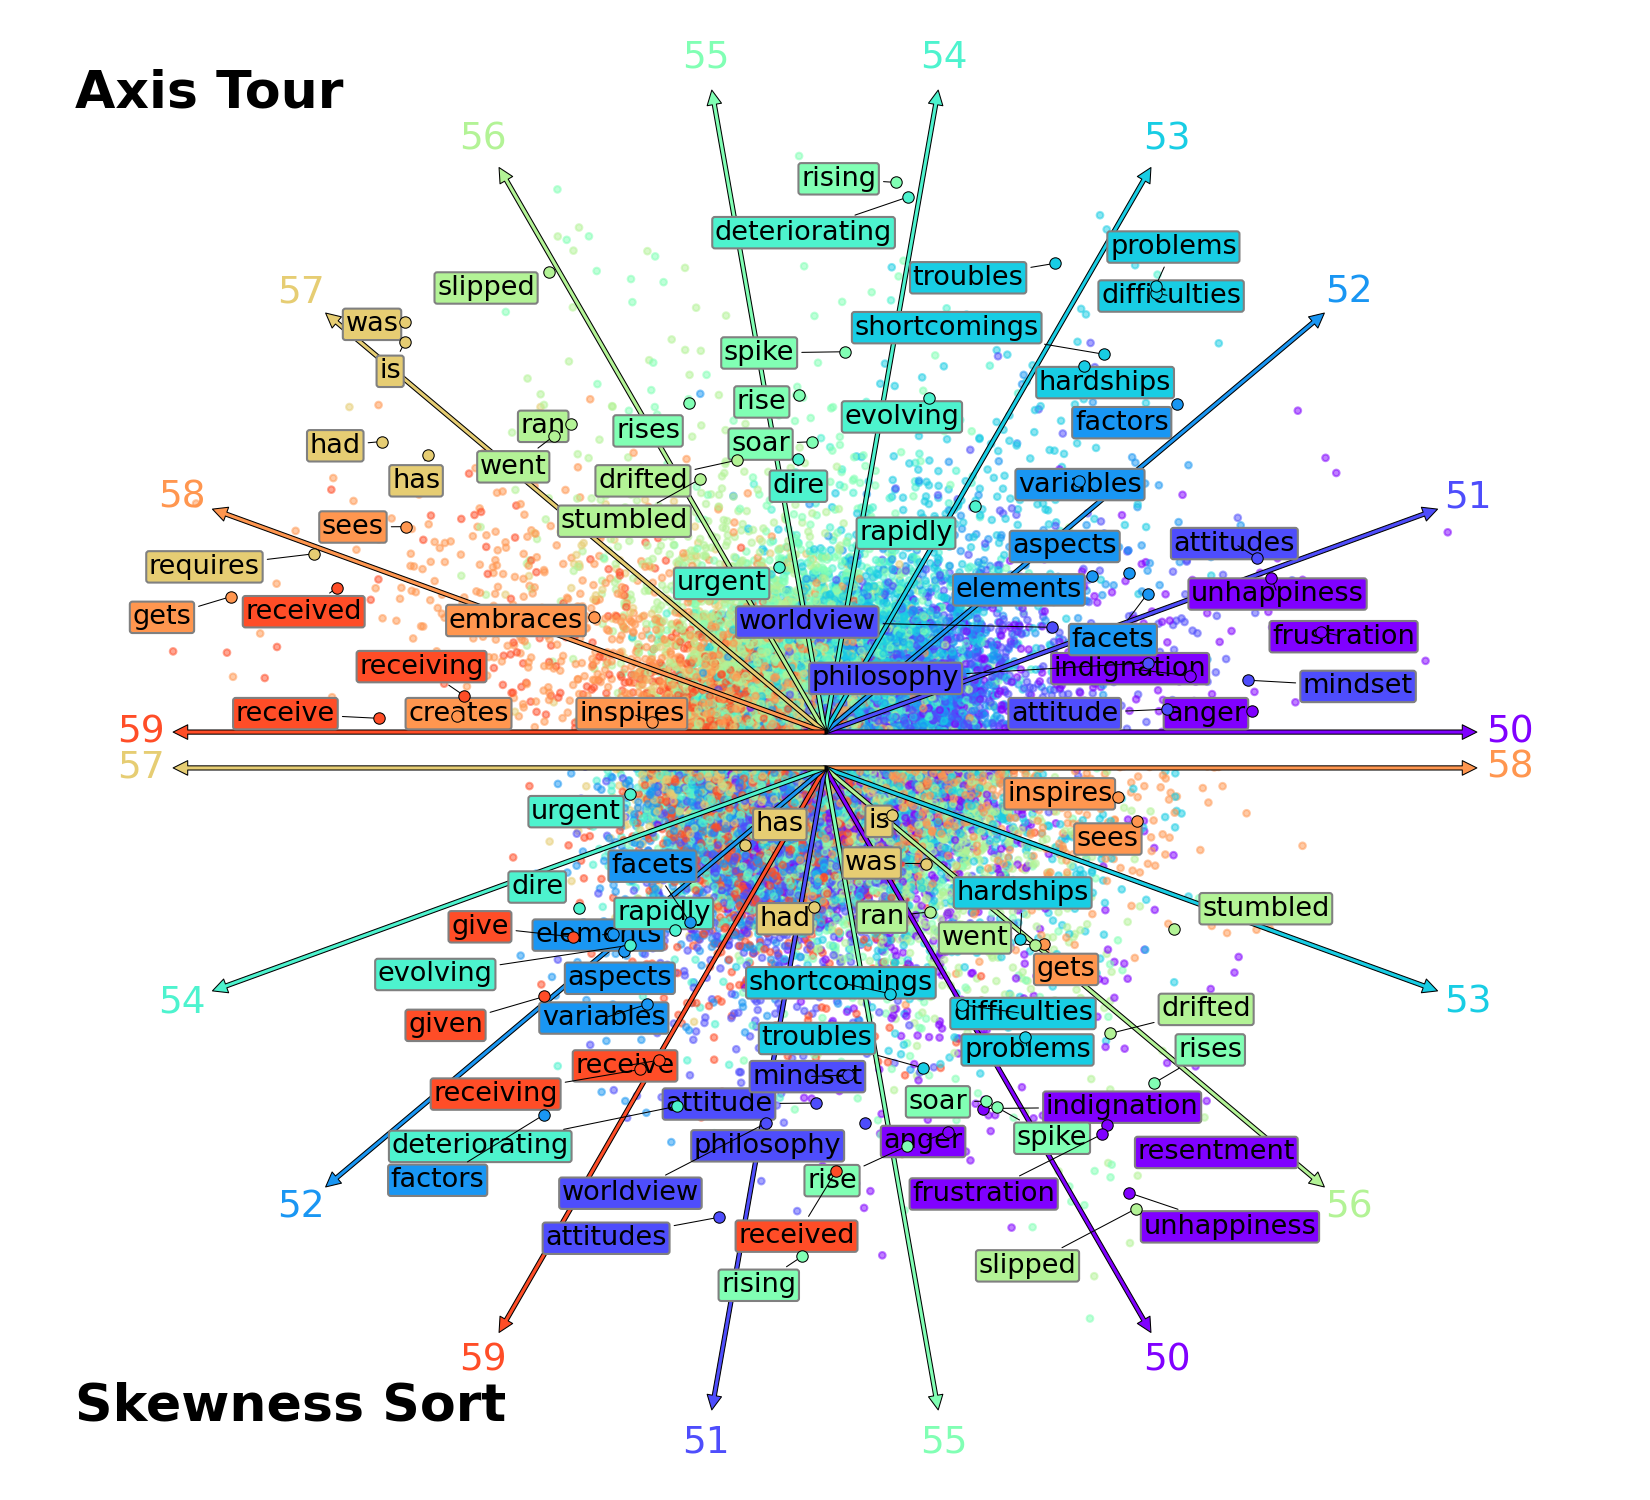 55
54
Axis Tour
56
53
rising
deteriorating
problems
troubles
slipped
57
52
difficulties
was
shortcomings
spike
is
hardships
rise
evolving
factors
ran
rises
soar
had
went
has
drifted
dire
variables
58
51
sees
stumbled
rapidly
aspects
attitudes
requires
urgent
elements
unhappiness
gets
received
embraces
worldview
facets
frustration
receiving
indignation
philosophy
mindset
receive
creates
inspires
attitude
anger
59
50
57
58
urgent
has
is
inspires
sees
facets
was
dire
hardships
stumbled
give
rapidly
had
ran
elements
went
evolving
aspects
gets
shortcomings
54
53
given
variables
difficulties
drifted
troubles
problems
rises
receive
receiving
mindset
attitude
soar
indignation
deteriorating
philosophy
anger
spike
resentment
factors
rise
52
worldview
frustration
56
attitudes
received
unhappiness
rising
slipped
59
50
Skewness Sort
51
55